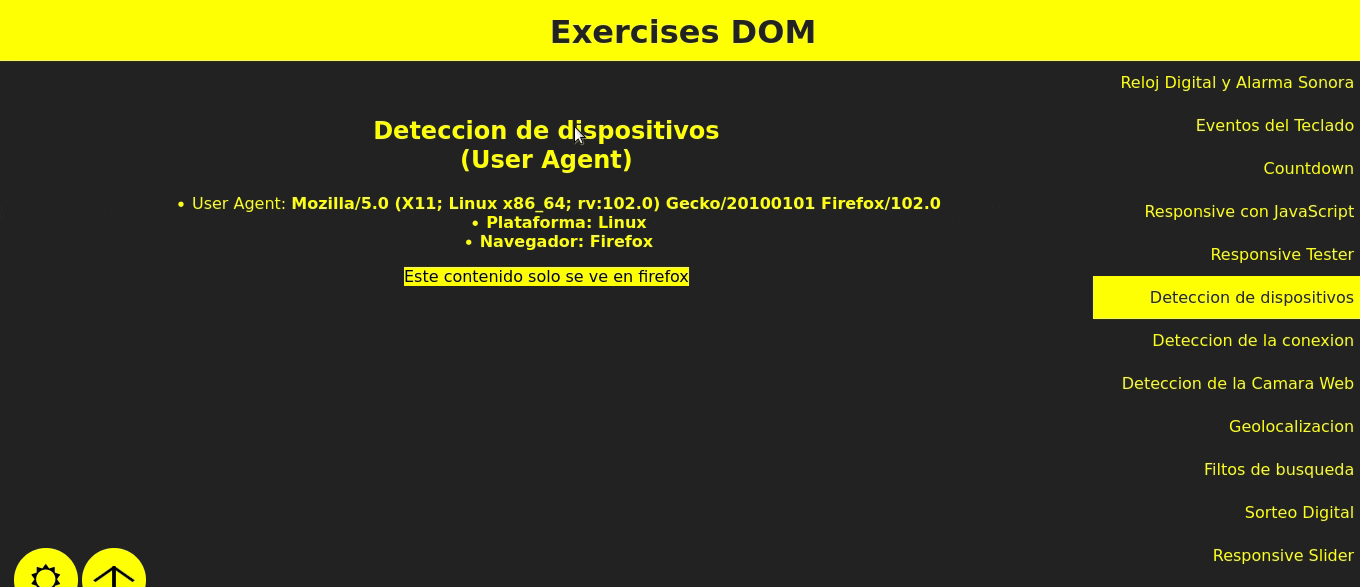 Exercises DOM
Deteccion de dispositivos
(User Agent)
• User Agent: Mozilla/5.0 (X11; Linux x86_64; rv:102.0) Gecko/20100101 Firefox/102.0
• Plataforma: Linux
• Navegador: Firefox
Este contenido solo se ve en firefox
Reloj Digital y Alarma Sonora
Eventos del Teclado
Countdown
Responsive con JavaScript
Responsive Tester
Deteccion de dispositivos
Deteccion de la conexion
Deteccion de la Camara Web
Geolocalizacion
Filtos de busqueda
Sorteo Digital
Responsive Slider